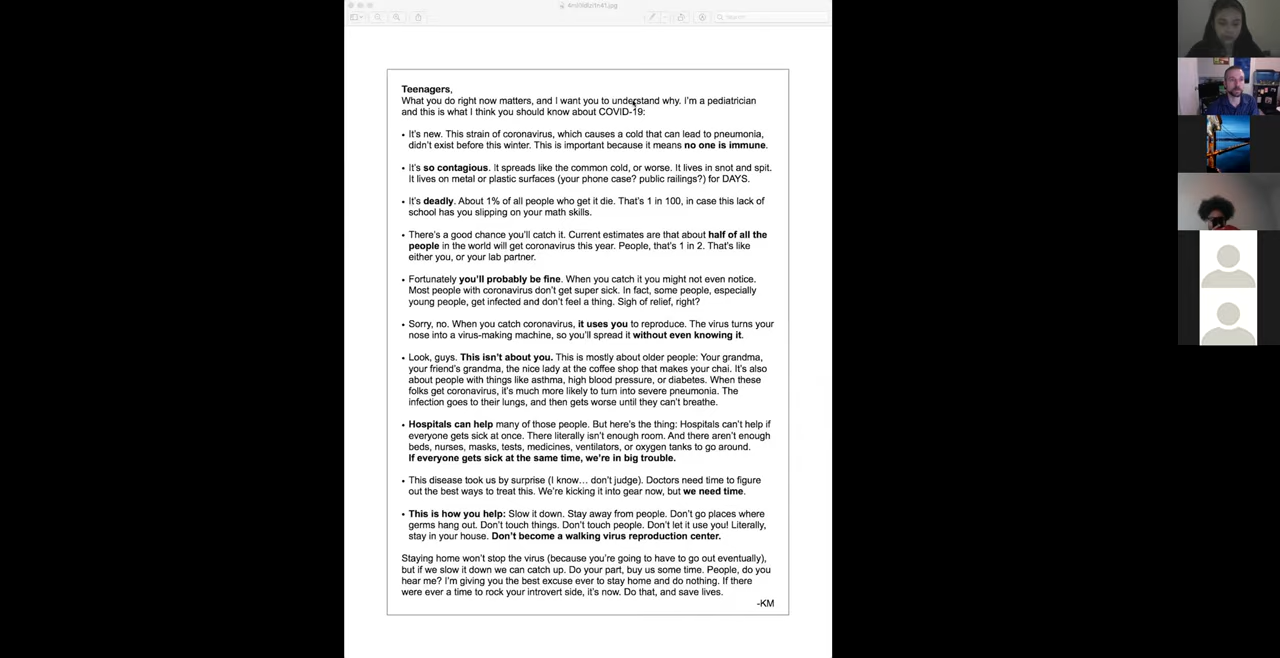 Search
Teenagers,
What you do right now matters, and I want you to understand why. I'm a pediatrician
and this is what I think you should know about COVID-19:
• It's new. This strain of coronavirus, which causes a cold that can lead to pneumonia,
didn't exist before this winter. This is important because it means no one is immune.
• It's so contagious. It spreads like the common cold, or worse. It lives in snot and spit.
It lives on metal or plastic surfaces (your phone case? public railings?) for DAYS.
• It's deadly. About 1% of all people who get it die. That's 1 in 100, in case this lack of
school has you slipping on your math skills.
• There's a good chance you'll catch it. Current estimates are that about half of all the
people in the world will get coronavirus this year. People, that's 1 in 2. That's like
either you, or your lab partner.
• Fortunately you'll probably be fine. When you catch it you might not even notice.
Most people with coronavirus don't get super sick. In fact, some people, especially
young people, get infected and don't feel a thing. Sigh of relief, right?
• Sorry, no. When you catch coronavirus, it uses you to reproduce. The virus turns your
nose into a virus-making machine, so you'll spread it without even knowing it.
• Look, guys. This isn't about you. This is mostly about older people: Your grandma,
your friend's grandma, the nice lady at the coffee shop that makes your chai. It's also
about people with things like asthma, high blood pressure, or diabetes. When these
folks get coronavirus, it's much more likely to turn into severe pneumonia. The
infection goes to their lungs, and then gets worse until they can't breathe.
• Hospitals can help many of those people. But here's the thing: Hospitals can't help if
everyone gets sick at once. There literally isn't enough room. And there aren't enough
beds, nurses, masks, tests, medicines, ventilators, or oxygen tanks to go around.
If everyone gets sick at the same time, we're in big trouble.
• This disease took us by surprise (I know… don't judge). Doctors need time to figure
out the best ways to treat this. We're kicking it into gear now, but we need time.
• This is how you help: Slow it down. Stay away from people. Don't go places where
germs hang out. Don't touch things. Don't touch people. Don't let it use you! Literally,
stay in your house. Don't become a walking virus reproduction center.
Staying home won't stop the virus (because you're going to have to go out eventually),
but if we slow it down we can catch up. Do your part, buy us some time. People, do you
hear me? I'm giving you the best excuse ever to stay home and do nothing. If there
were ever a time to rock your introvert side, it's now. Do that, and save lives.
-KM